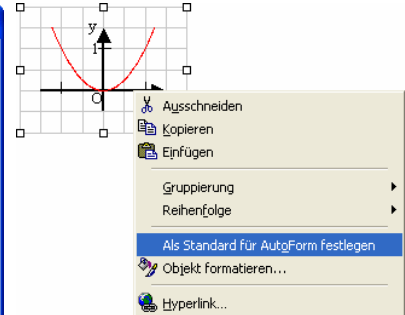 y
1
O
Ausschneiden
Kopieren
Einfügen
Gruppierung
Reihenfolge
Als Standard für AutoForm festlegen
Objekt formatieren...
Hyperlink...